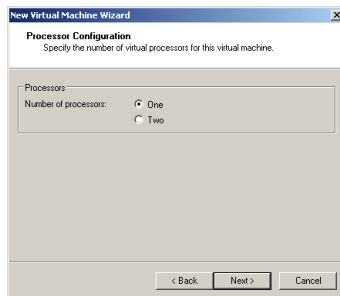 New Virtual Machine Wizard
Processor Configuration
Specify the number of virtual processors for this virtual machine.
Processors
Number of processors:
One
Two
< Back
Next >
Cancel